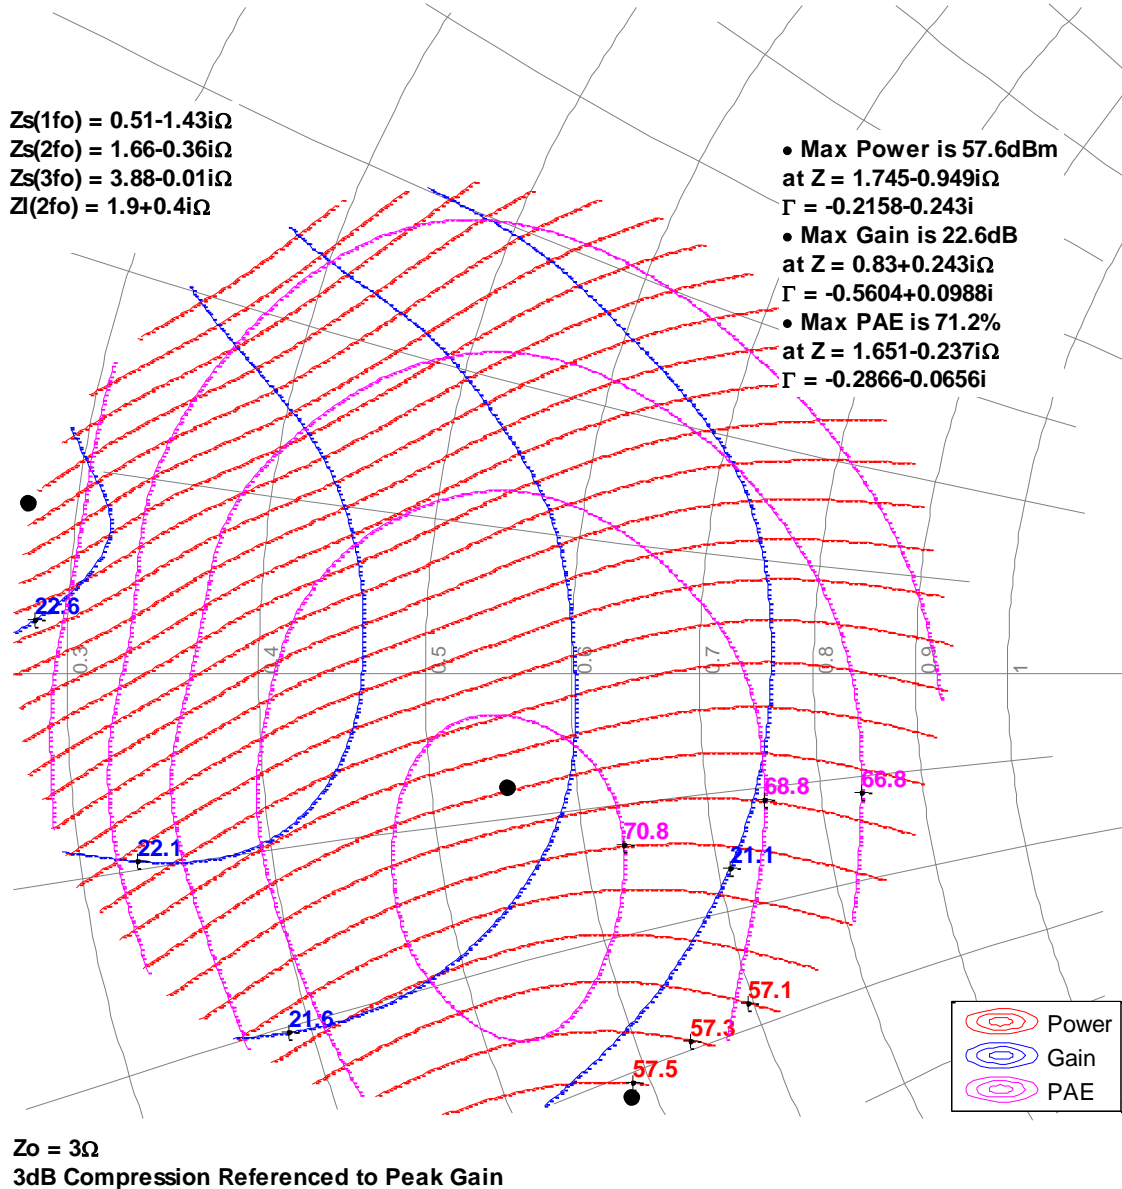 Zs(1fo) = 0.51-1.43iΩ
Zs(2fo) = 1.66-0.36iΩ
Zs(3fo) = 3.88-0.01iΩ
Zl(2fo) = 1.9+0.4iΩ
• Max Power is 57.6dBm
at Z = 1.745-0.949iΩ
Γ = -0.2158-0.243i
• Max Gain is 22.6dB
at Z = 0.83+0.243iΩ
Γ = -0.5604+0.0988i
• Max PAE is 71.2%
at Z = 1.651-0.237iΩ
Γ = -0.2866-0.0656i
22.6
0.3
0.4
0.5
0.6
0.7
0.8
0.9
1
68.8
66.8
70.8
22.1
21.1
57.1
21.6
57.3
57.5
Power
Gain
PAE
Zo = 3Ω
3dB Compression Referenced to Peak Gain